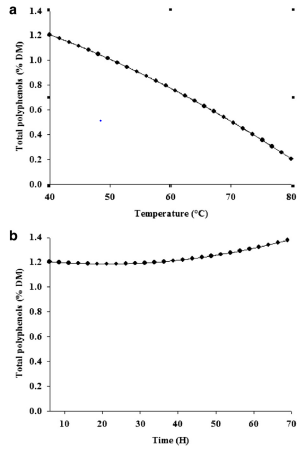 a
1.4
1.2
1.0
0.8
0.6
0.4
0.2
0.0
Total polyphenols (% DM)
40 50 60 70 80
Temperature (°C)
b
1.4
1.2
1.0
0.8
0.6
0.4
0.2
0.0
Total polyphenols (% DM)
10 20 30 40 50 60 70
Time (H)